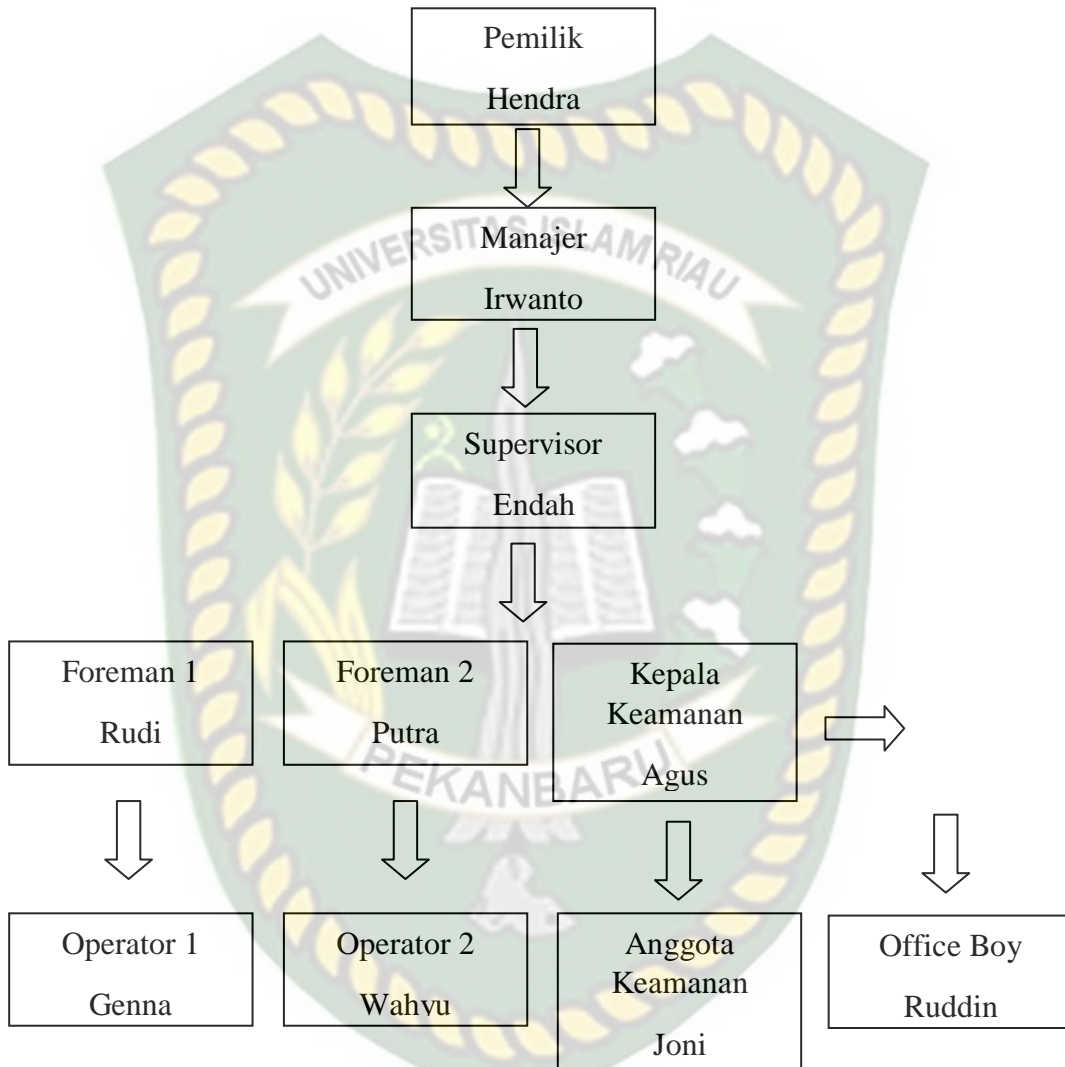 Pemilik
Hendra
UNIVERSITAS ISLAM RIAU
Manajer
Irwanto
Supervisor
Endah
Foreman 1
Rudi
Foreman 2
Putra
Kepala
Keamanan
Agus
PEKANBARU
Operator 1
Genna
Operator 2
Wahvu
Anggota
Keamanan
Joni
Office Boy
Ruddin